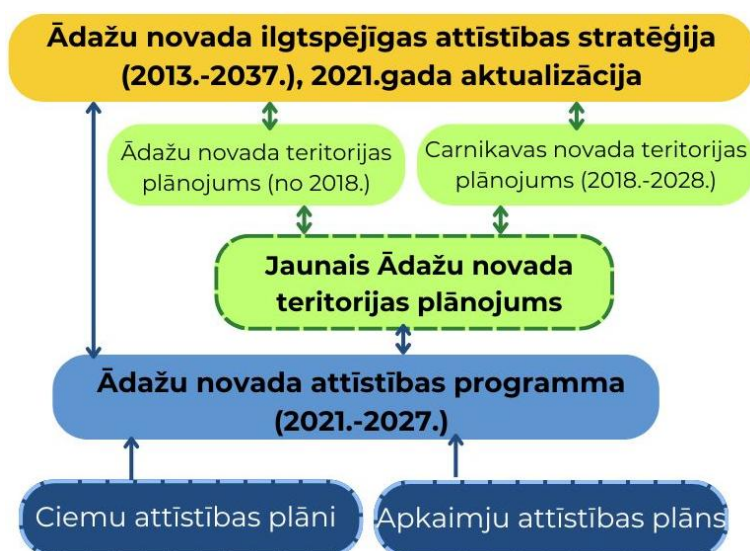 Ādažu novada ilgtspējīgas attīstības stratēģija
(2013.-2037.), 2021.gada aktualizācija
Ādažu novada teritorijas
plānojums (no 2018.)
Carnikavas novada teritorijas
plānojums (2018.-2028.)
Jaunais Ādažu novada
teritorijas plānojums
Ādažu novada attīstības programma
(2021.-2027.)
Ciemu attīstības plāni
Apkaimju attīstības plāns